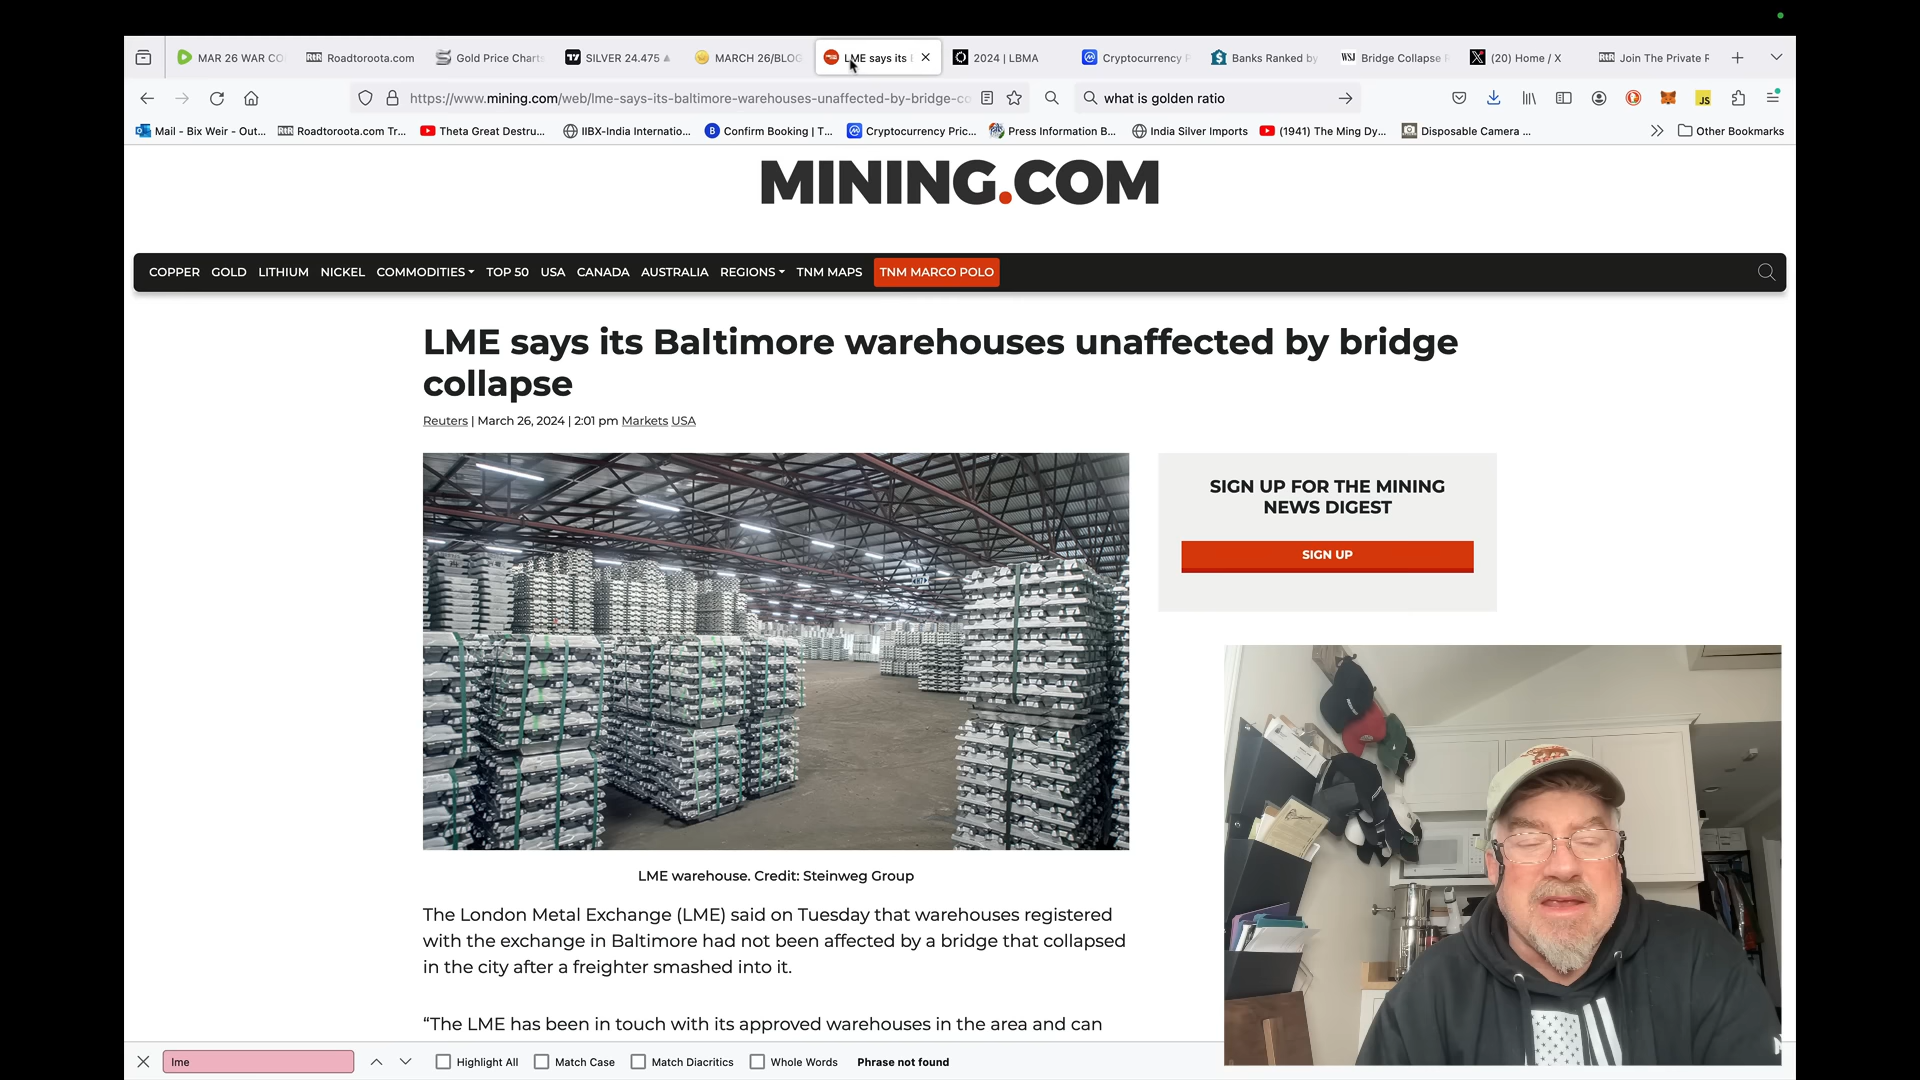 MAR 26 WAR CO
Roadtoroota.com
Gold Price Charts
SILVER 24.475
MARCH 26/BLOG
LME says its
2024 | LBMA
Cryptocurrency P
Banks Ranked by
WSJ Bridge Collapse
(20) Home / X
Join The Private R
https://www.mining.com/web/lme-says-its-baltimore-warehouses-unaffected-by-bridge-co
what is golden ratio
Mail - Bix Weir - Out...
Roadtoroota.com Tr...
Theta Great Destru...
IIBX-India Internatio...
Confirm Booking | T...
Cryptocurrency Pric...
Press Information B...
India Silver Imports
(1941) The Ming Dy...
Disposable Camera ...
Other Bookmarks
MINING.COM
COPPER GOLD LITHIUM NICKEL COMMODITIES TOP 50 USA CANADA AUSTRALIA REGIONS TNM MAPS TNM MARCO POLO
LME says its Baltimore warehouses unaffected by bridge
collapse
Reuters | March 26, 2024 | 2:01 pm Markets USA
SIGN UP FOR THE MINING
NEWS DIGEST
SIGN UP
LME warehouse. Credit: Steinweg Group
The London Metal Exchange (LME) said on Tuesday that warehouses registered
with the exchange in Baltimore had not been affected by a bridge that collapsed
in the city after a freighter smashed into it.
“The LME has been in touch with its approved warehouses in the area and can
lme
Highlight All
Match Case
Match Diacritics
Whole Words
Phrase not found